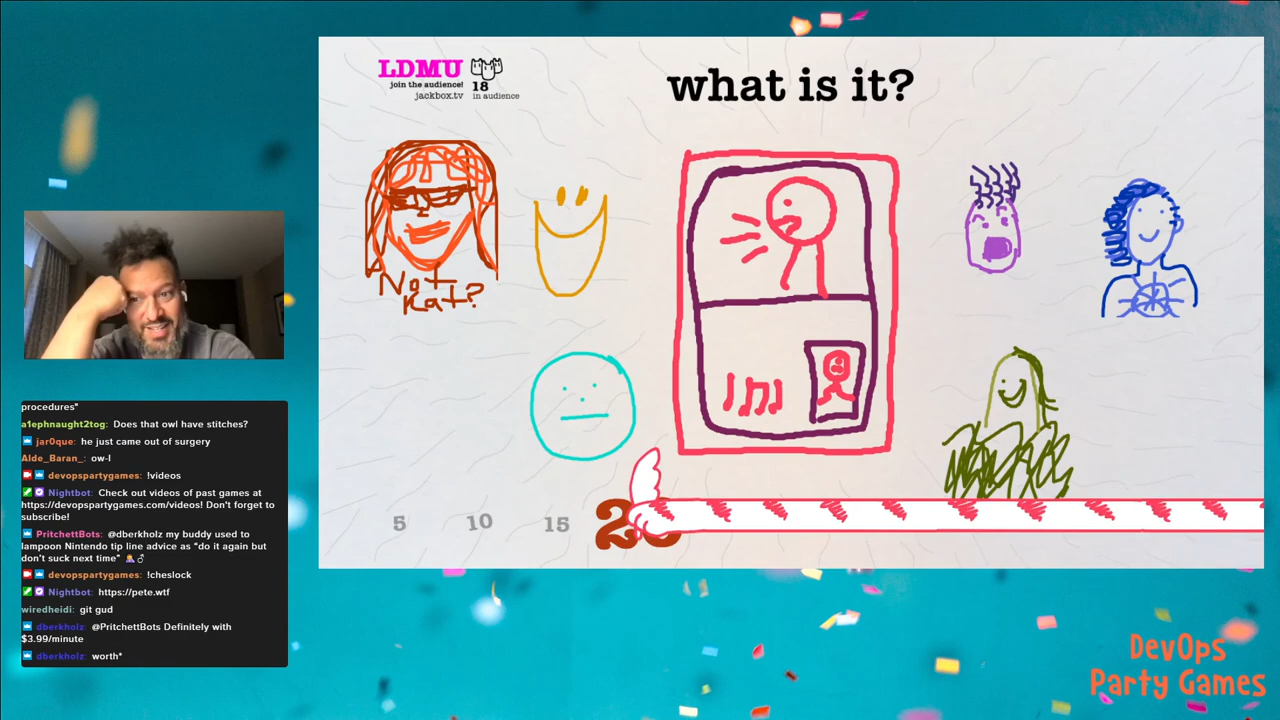 LDMU
join the audience!
jackbox.tv
18
in audience
what is it?
Not
Kat?
5 10 15
procedures"
a1ephnaught2tog: Does that owl have stitches?
jar0que: he just came out of surgery
Alde_Baran_: ow-l
devopspartygames: !videos
Nightbot: Check out videos of past games at
https://devopspartygames.com/videos! Don't forget to
subscribe!
PritchettBots: @dberkholz my buddy used to
lampoon Nintendo tip line advice as "do it again but
don't suck next time" 🤷‍♂
devopspartygames: !cheslock
Nightbot: https://pete.wtf
wiredheidi: git gud
dberkholz: @PritchettBots Definitely with
$3.99/minute
dberkholz: worth*
DevOps
Party Games